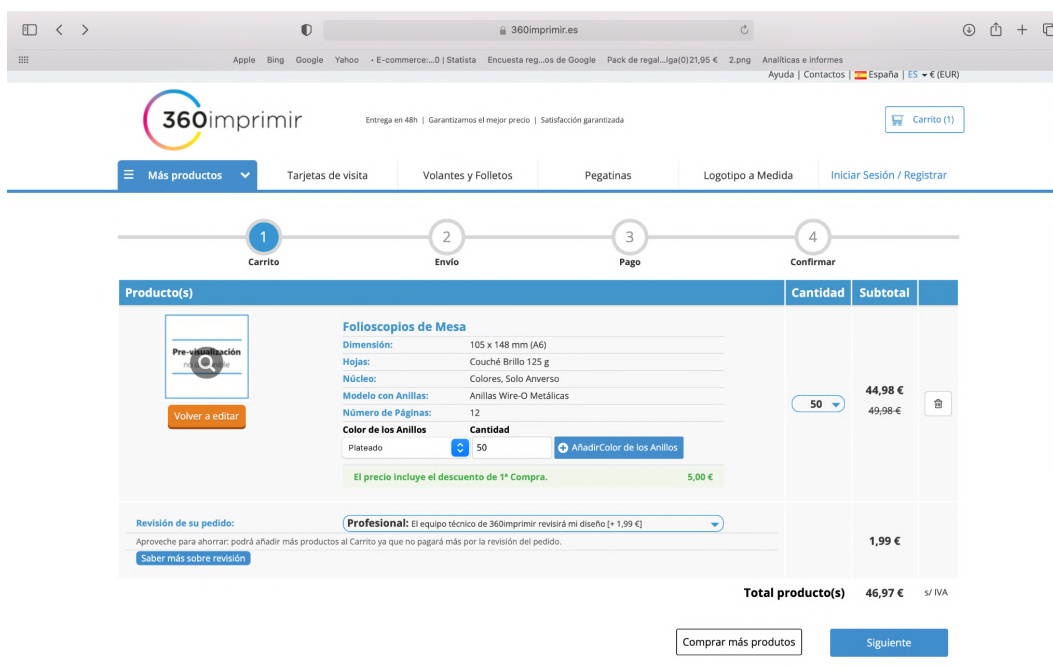 360imprimir.es
Apple Bing Google Yahoo E-commerce:...0 | Statista Encuesta reg...os de Google Pack de regal...lga(0)21,95 € 2.png Analíticas e informes
Ayuda | Contactos | España | ES € (EUR)
360imprimir
Entrega en 48h | Garantizamos el mejor precio | Satisfacción garantizada
Carrito (1)
Más productos Tarjetas de visita Volantes y Folletos Pegatinas Logotipo a Medida Iniciar Sesión / Registrar
1 2 3 4
Carrito Envío Pago Confirmar
Producto(s) Cantidad Subtotal
Pre-visualización
no disponible
Volver a editar
Folioscopios de Mesa
Dimensión: 105 x 148 mm (A6)
Hojas: Couché Brillo 125 g
Núcleo: Colores, Solo Anverso
Modelo con Anillas: Anillas Wire-O Metálicas
Número de Páginas: 12
Color de los Anillos Cantidad
Plateado 50 AñadirColor de los Anillos
El precio incluye el descuento de 1ª Compra. 5,00 €
50
44,98 €
49,98 €
Revisión de su pedido: Profesional: El equipo técnico de 360imprimir revisirá mi diseño [+ 1,99 €]
Aproveche para ahorrar: podrá añadir más productos al Carrito ya que no pagará más por la revisión del pedido.
Saber más sobre revisión
1,99 €
Total producto(s) 46,97 € s/ IVA
Comprar más produtos Siguiente